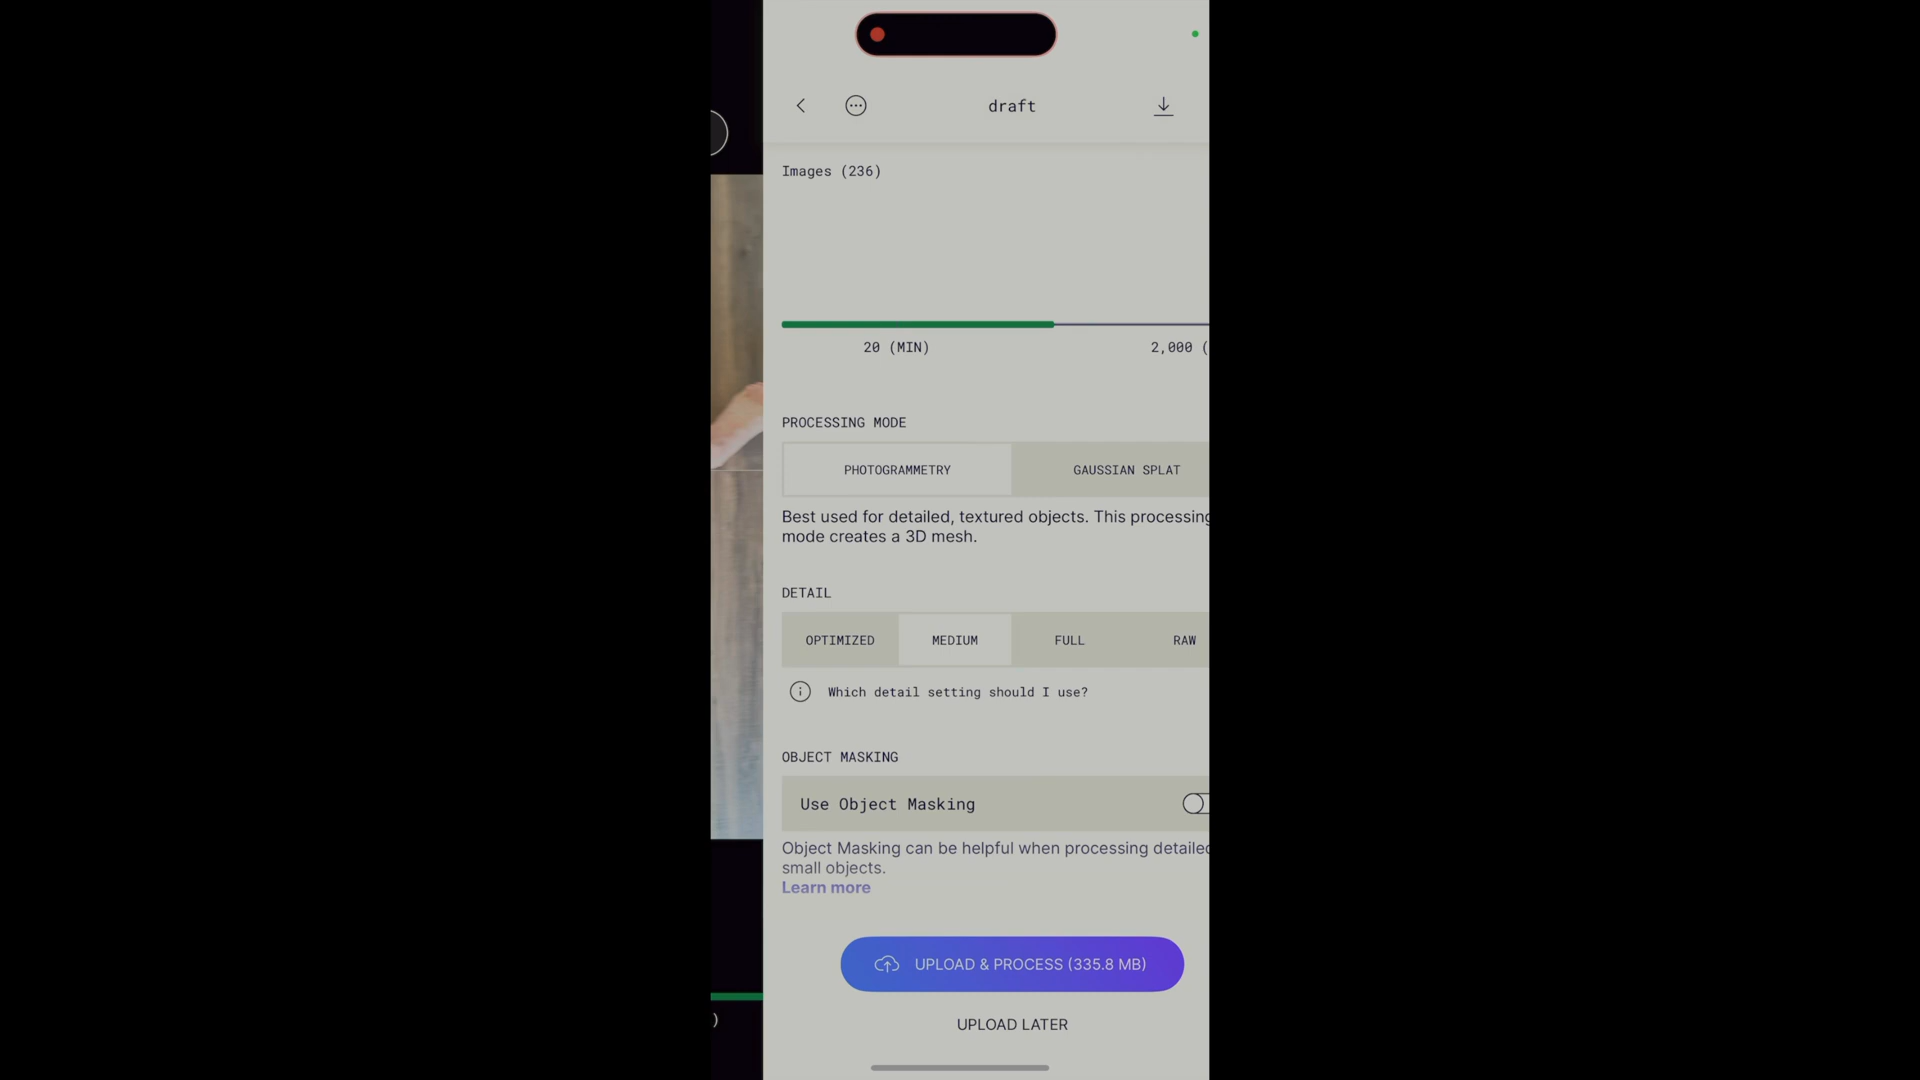 draft
Images (236)
20 (MIN)
2,000 (
PROCESSING MODE
PHOTOGRAMMETRY
GAUSSIAN SPLAT
Best used for detailed, textured objects. This processing
mode creates a 3D mesh.
DETAIL
OPTIMIZED
MEDIUM
FULL
RAW
Which detail setting should I use?
OBJECT MASKING
Use Object Masking
Object Masking can be helpful when processing detailed
small objects.
Learn more
UPLOAD & PROCESS (335.8 MB)
)
UPLOAD LATER